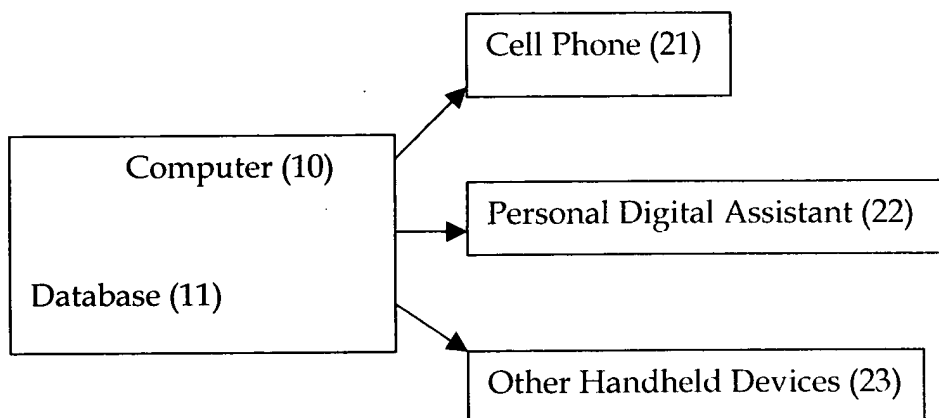 Cell Phone (21)
Computer (10)
Personal Digital Assistant (22)
Database (11)
Other Handheld Devices (23)